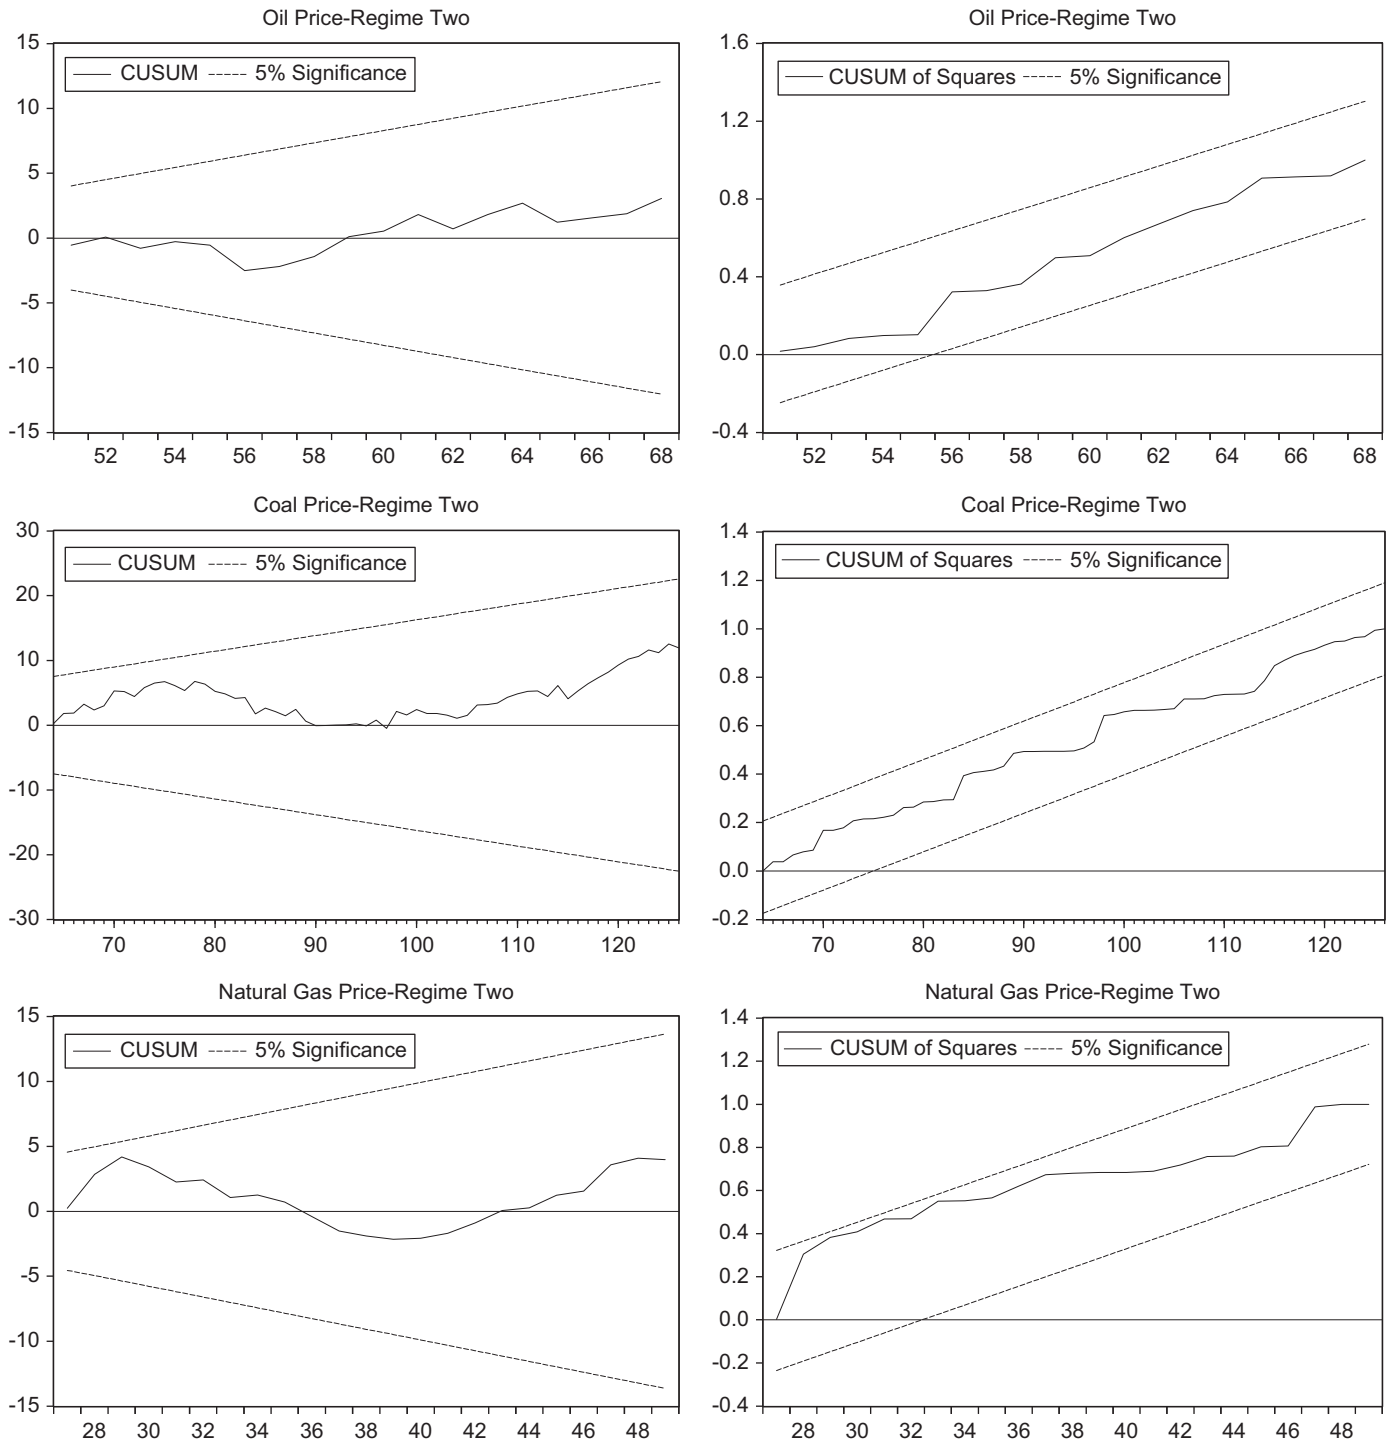 Oil Price-Regime Two
15
10
5
0
-5
-10
-15
CUSUM 5% Significance
52 54 56 58 60 62 64 66 68
Oil Price-Regime Two
1.6
1.2
0.8
0.4
0.0
-0.4
CUSUM of Squares 5% Significance
52 54 56 58 60 62 64 66 68
Coal Price-Regime Two
30
20
10
0
-10
-20
-30
CUSUM 5% Significance
70 80 90 100 110 120
Coal Price-Regime Two
1.4
1.2
1.0
0.8
0.6
0.4
0.2
0.0
-0.2
CUSUM of Squares 5% Significance
70 80 90 100 110 120
Natural Gas Price-Regime Two
15
10
5
0
-5
-10
-15
CUSUM 5% Significance
28 30 32 34 36 38 40 42 44 46 48
Natural Gas Price-Regime Two
1.4
1.2
1.0
0.8
0.6
0.4
0.2
0.0
-0.2
-0.4
CUSUM of Squares 5% Significance
28 30 32 34 36 38 40 42 44 46 48